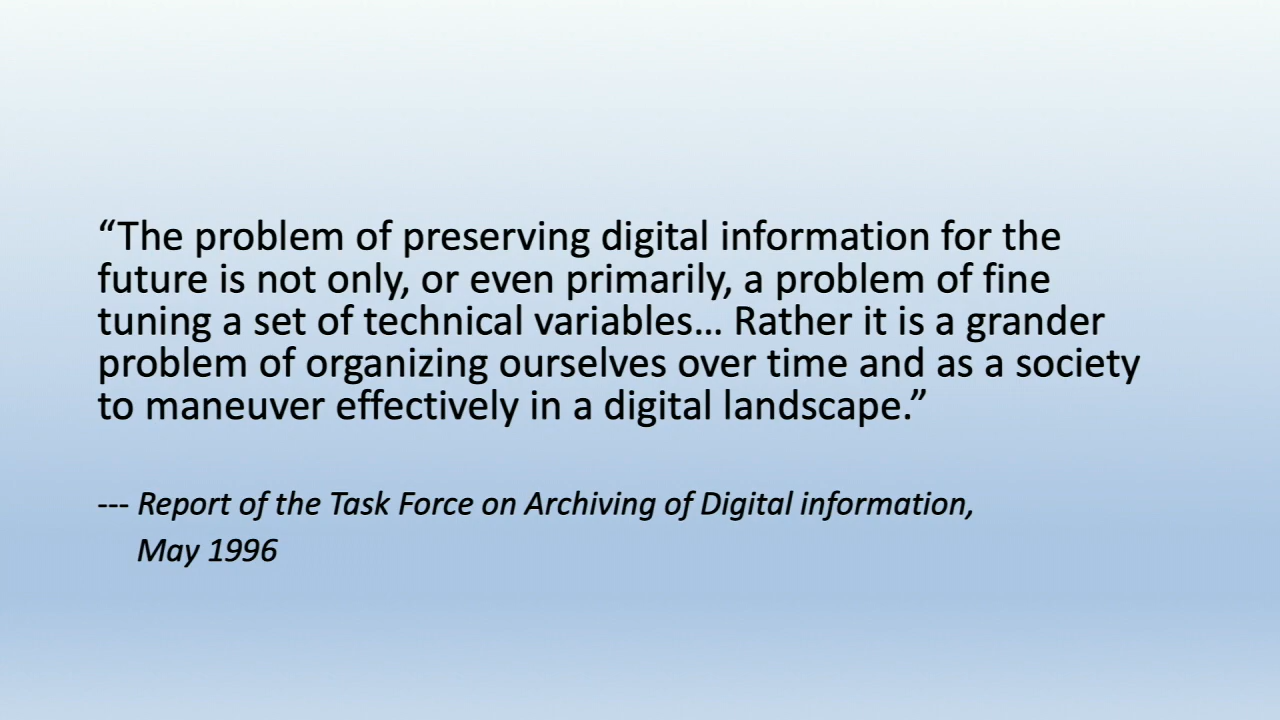 “The problem of preserving digital information for the
future is not only, or even primarily, a problem of fine
tuning a set of technical variables... Rather it is a grander
problem of organizing ourselves over time and as a society
to maneuver effectively in a digital landscape.”
--- Report of the Task Force on Archiving of Digital information,
May 1996